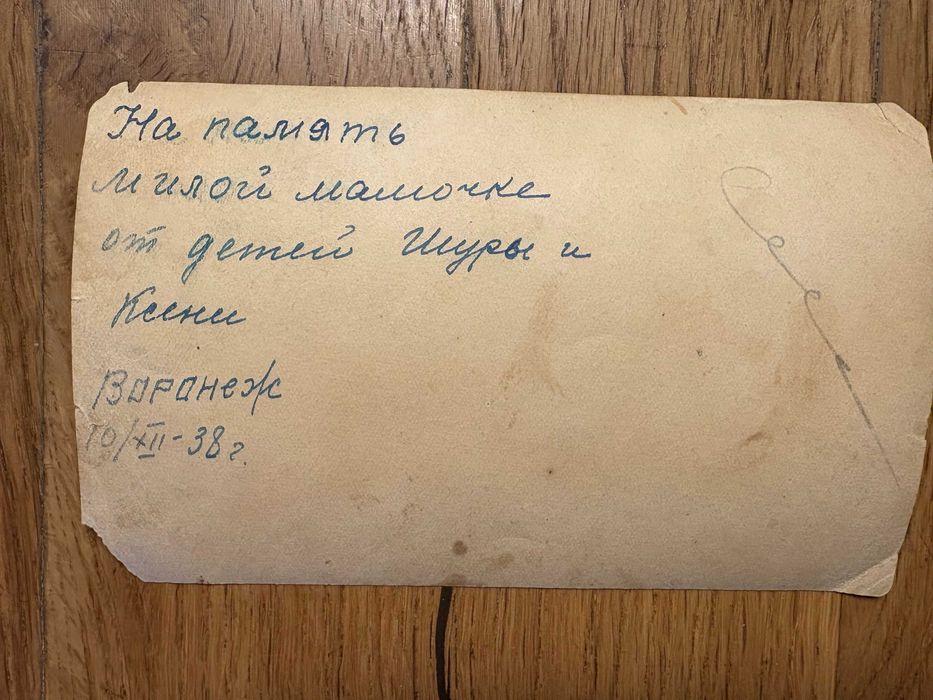 На память
милой мамочке
от детей Шуры и
Ксени
Воронеж
10/XII-38 г.